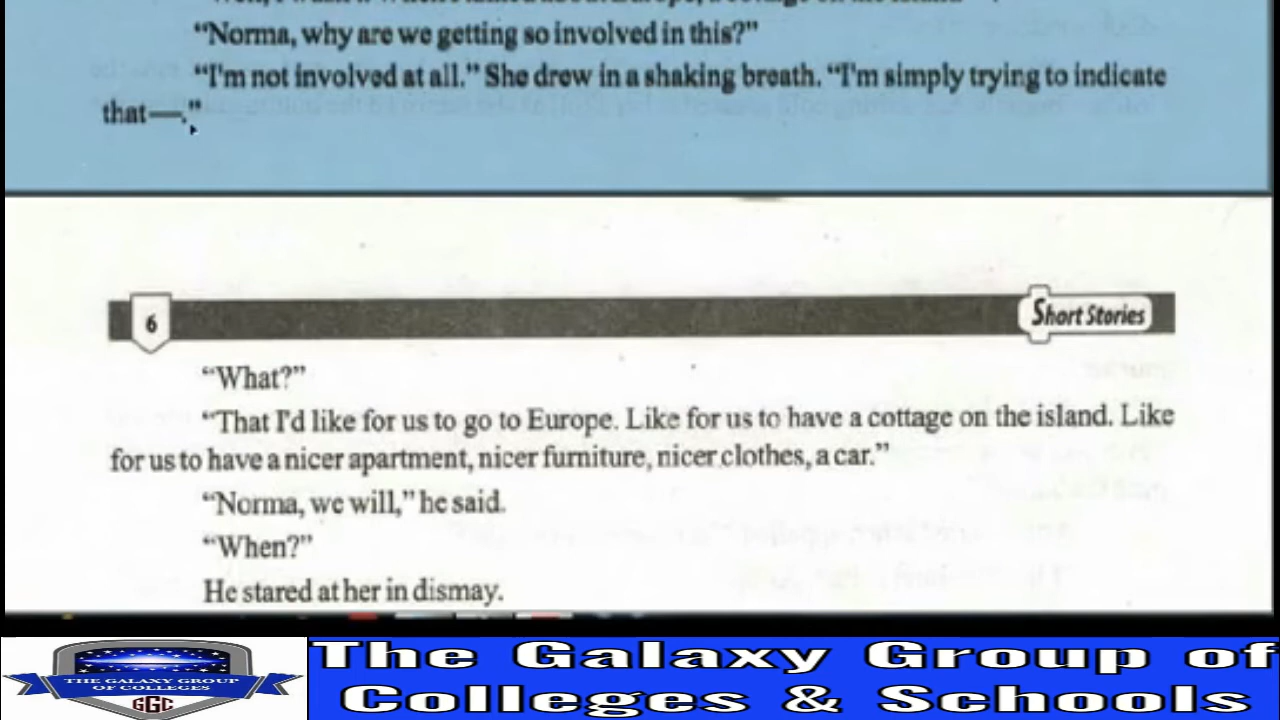 “Norma, why are we getting so involved in this?”
“I'm not involved at all.” She drew in a shaking breath. “I'm simply trying to indicate
that—.”
6
Short Stories
“What?”
“That I'd like for us to go to Europe. Like for us to have a cottage on the island. Like
for us to have a nicer apartment, nicer furniture, nicer clothes, a car.”
“Norma, we will,” he said.
“When?”
He stared at her in dismay.
THE GALAXY GROUP
OF COLLEGES
GGC
The Galaxy Group of
Colleges & Schools